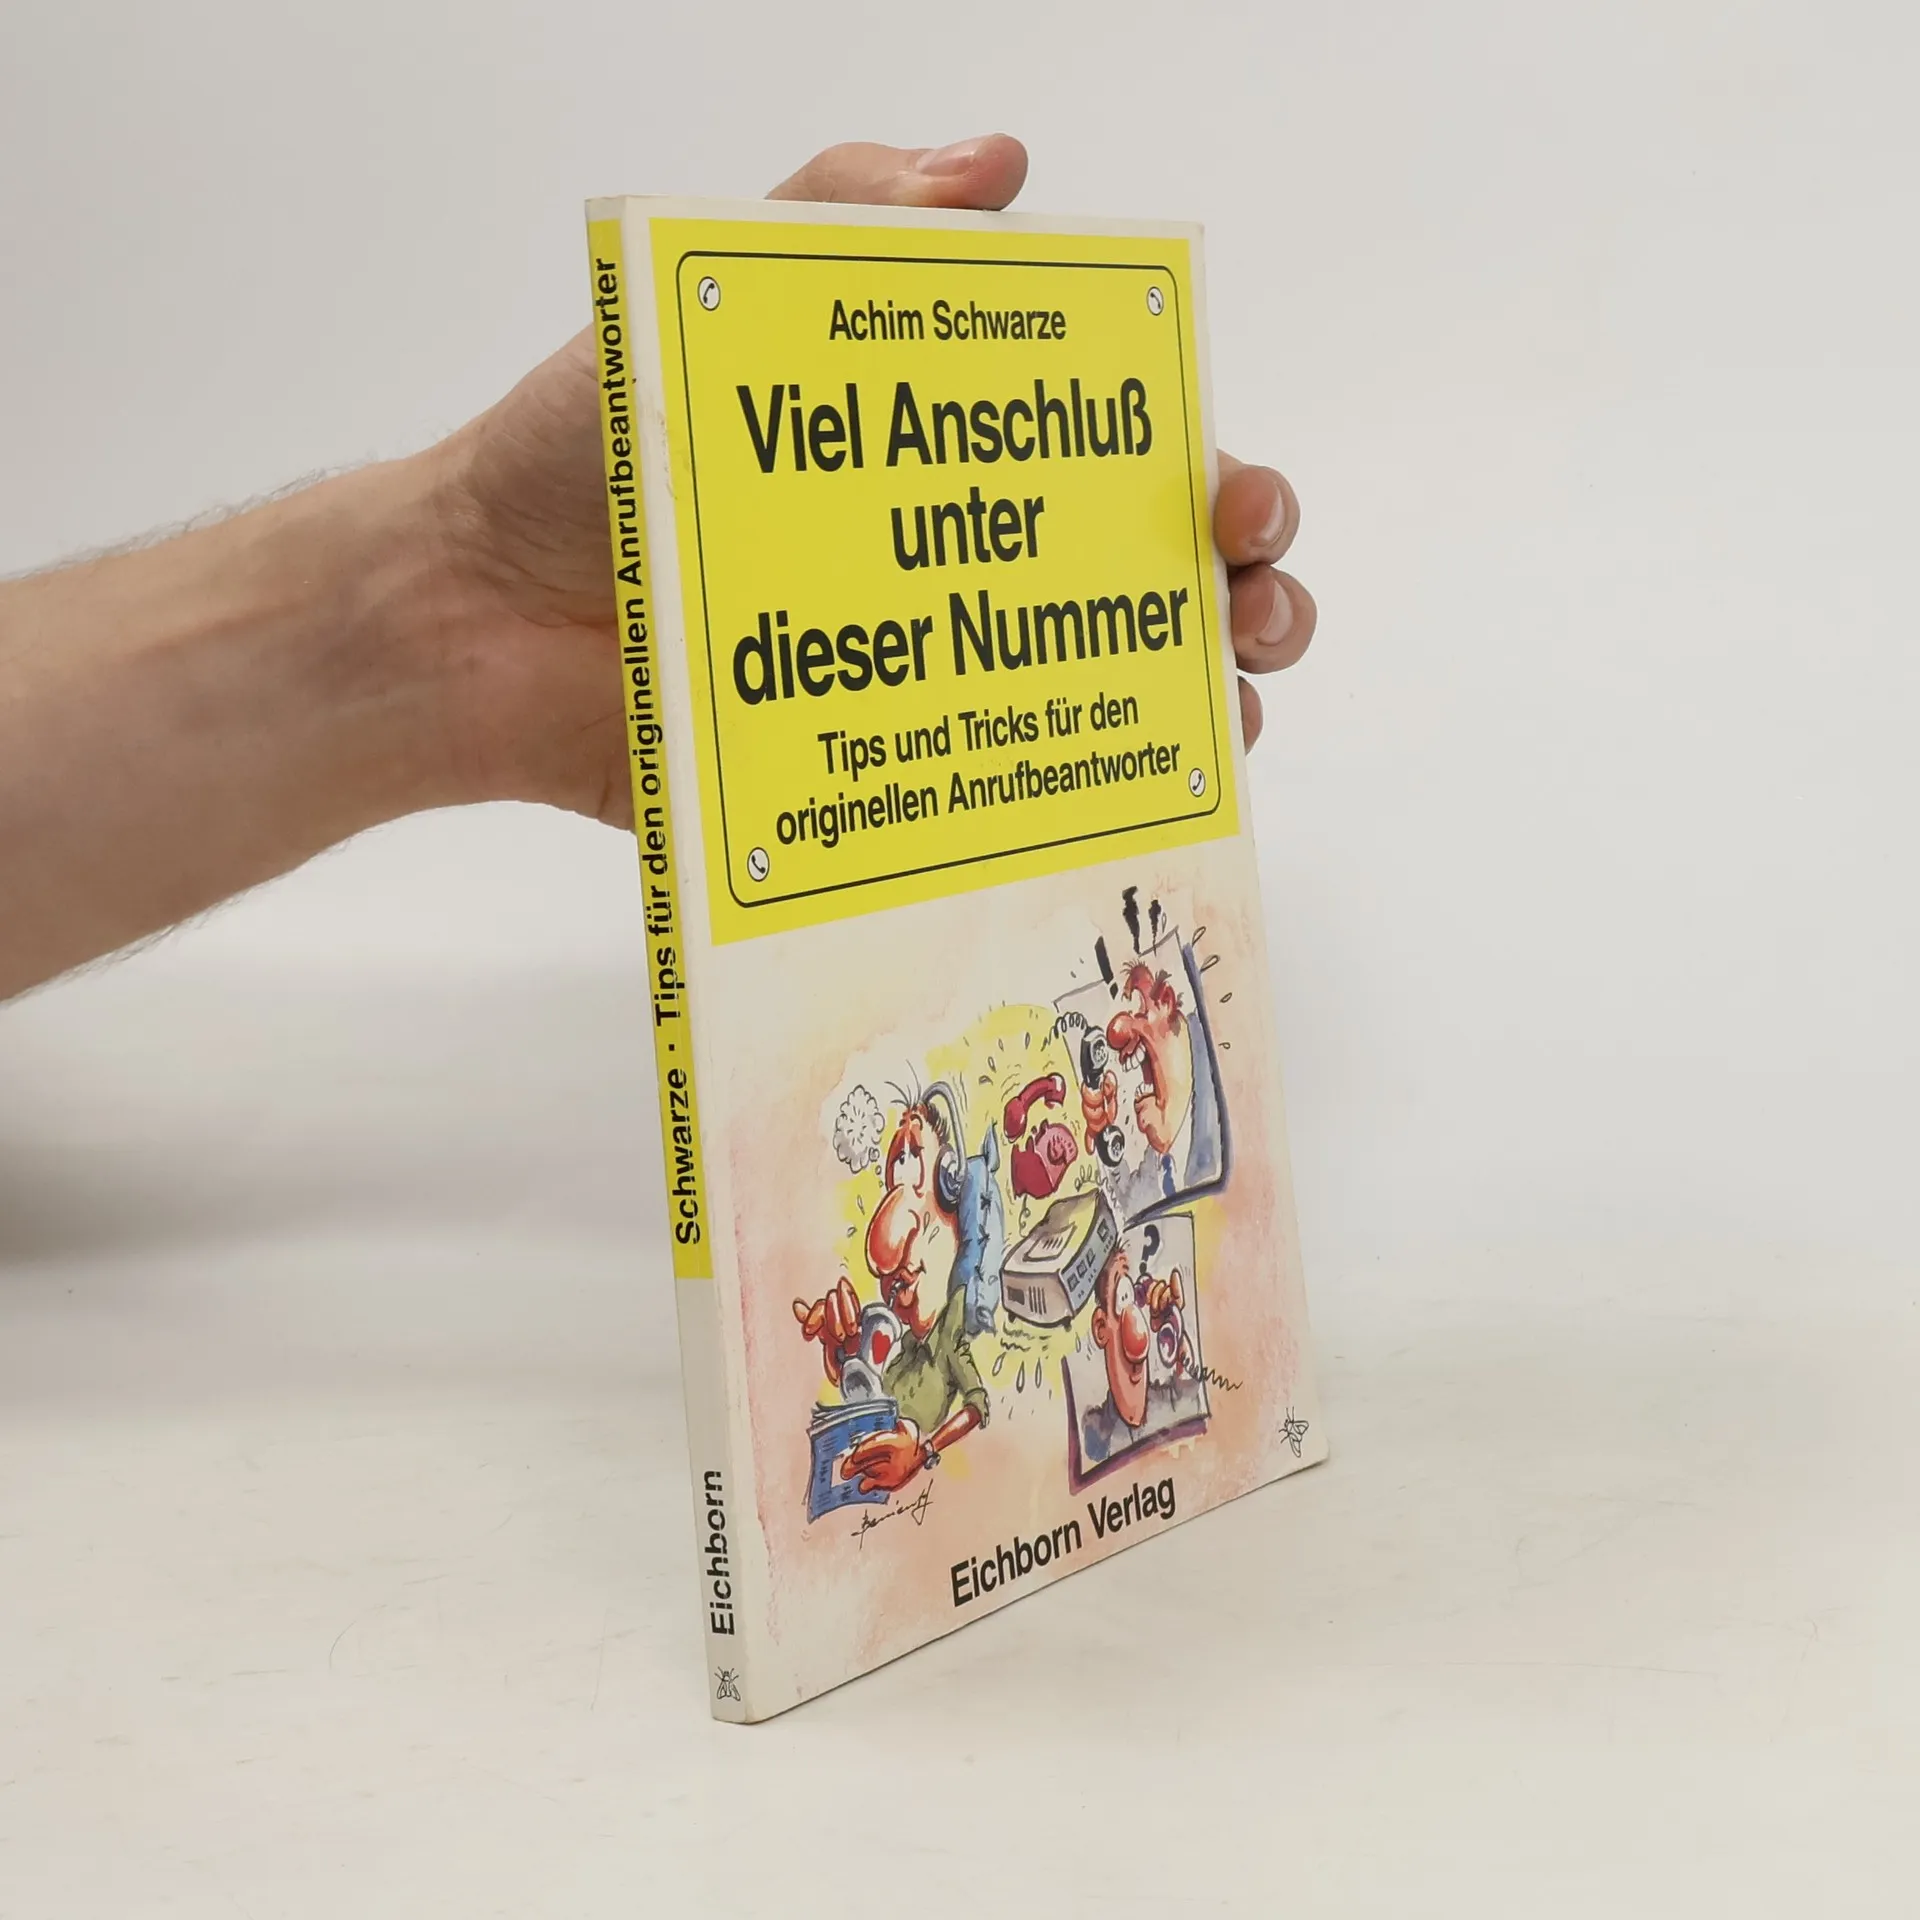 Achim Schwarze
Viel Anschluß
unter
dieser Nummer
Tips und Tricks für den
originellen Anrufbeantworter
Eichborn Verlag
Schwarze · Tips für den originellen Anrufbeantworter
Eichborn